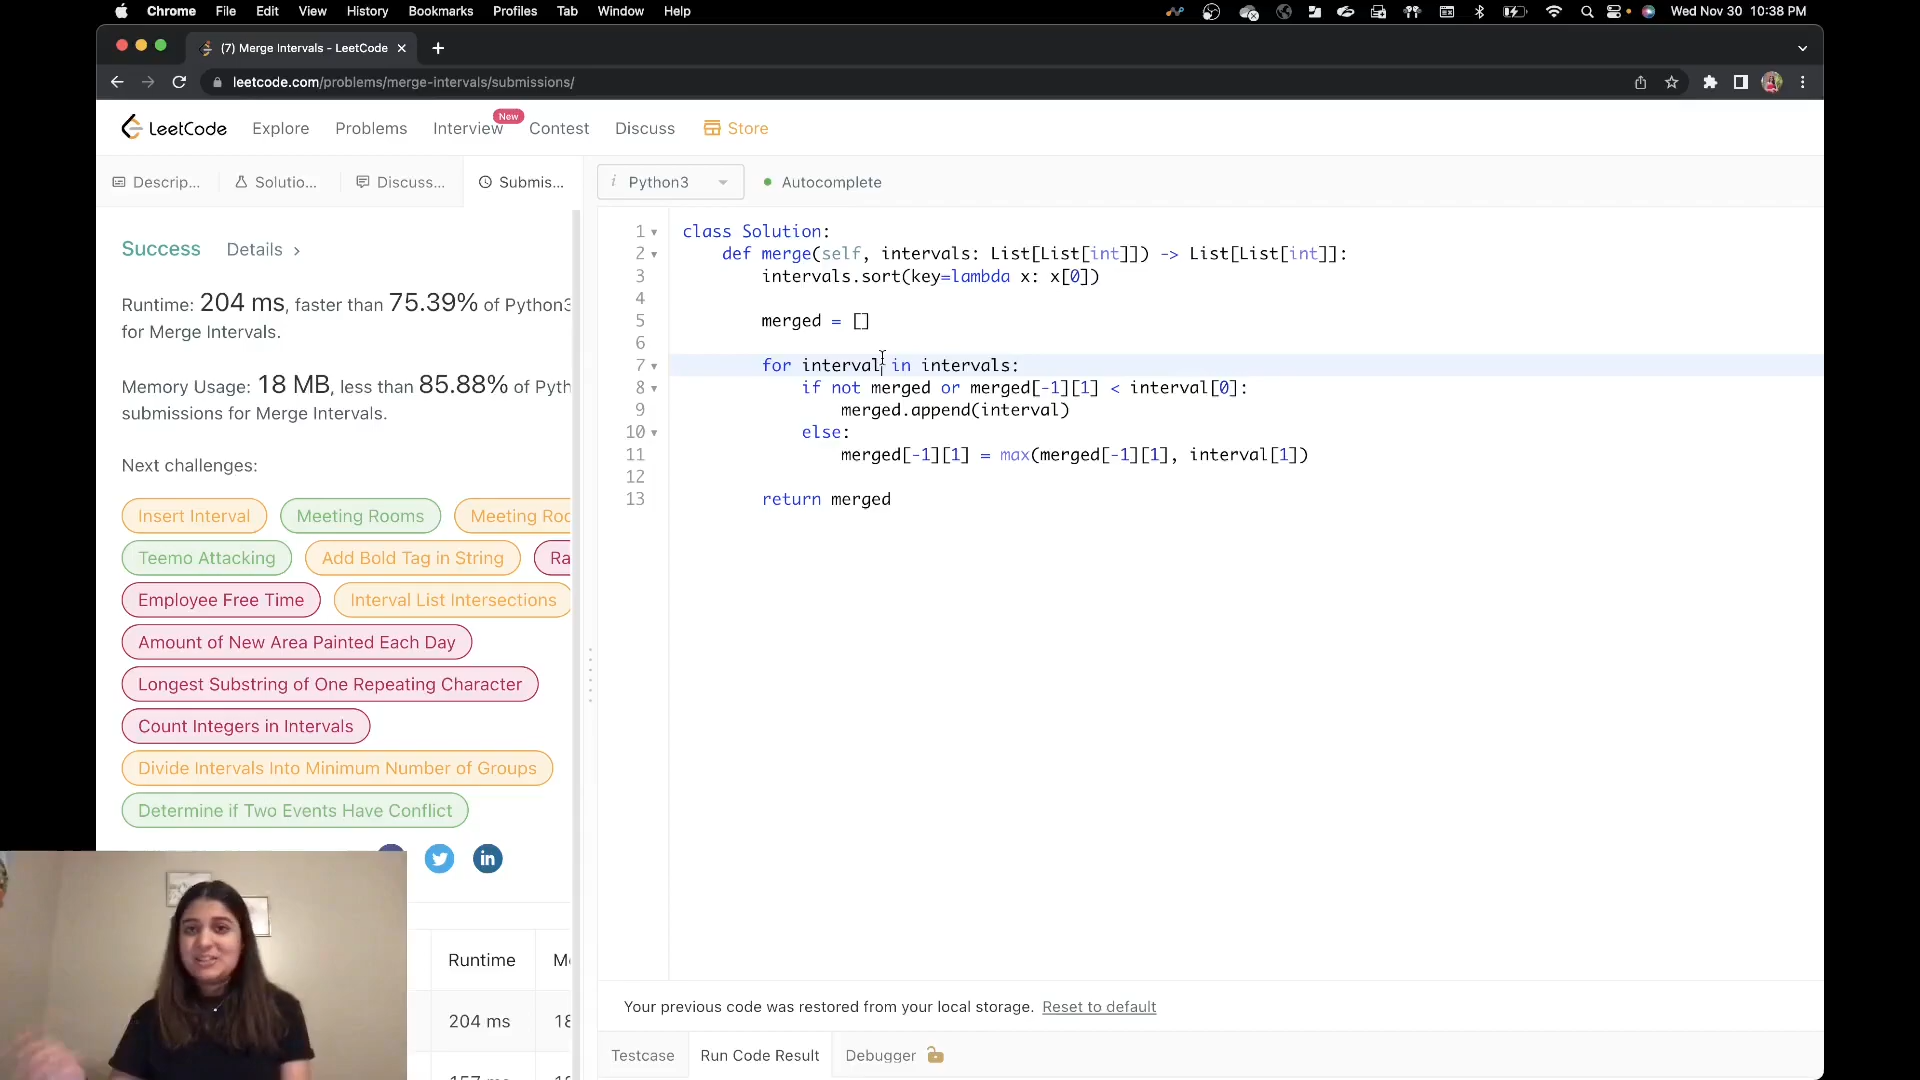 Chrome File Edit View History Bookmarks Profiles Tab Window Help Wed Nov 30 10:38 PM
(7) Merge Intervals - LeetCode
leetcode.com/problems/merge-intervals/submissions/
LeetCode Explore Problems Interview New Contest Discuss Store
Descrip... Solutio... Discuss... Submis...
i Python3 Autocomplete
Success Details
Runtime: 204 ms, faster than 75.39% of Python3
for Merge Intervals.
Memory Usage: 18 MB, less than 85.88% of Pyth
submissions for Merge Intervals.
Next challenges:
Insert Interval Meeting Rooms Meeting Roo
Teemo Attacking Add Bold Tag in String Ra
Employee Free Time Interval List Intersections
Amount of New Area Painted Each Day
Longest Substring of One Repeating Character
Count Integers in Intervals
Divide Intervals Into Minimum Number of Groups
Determine if Two Events Have Conflict
Runtime
204 ms 18
1 class Solution:
2 def merge(self, intervals: List[List[int]]) -> List[List[int]]:
3 intervals.sort(key=lambda x: x[0])
4
5 merged = []
6
7 for interval in intervals:
8 if not merged or merged[-1][1] < interval[0]:
9 merged.append(interval)
10 else:
11 merged[-1][1] = max(merged[-1][1], interval[1])
12
13 return merged
Your previous code was restored from your local storage. Reset to default
Testcase Run Code Result Debugger